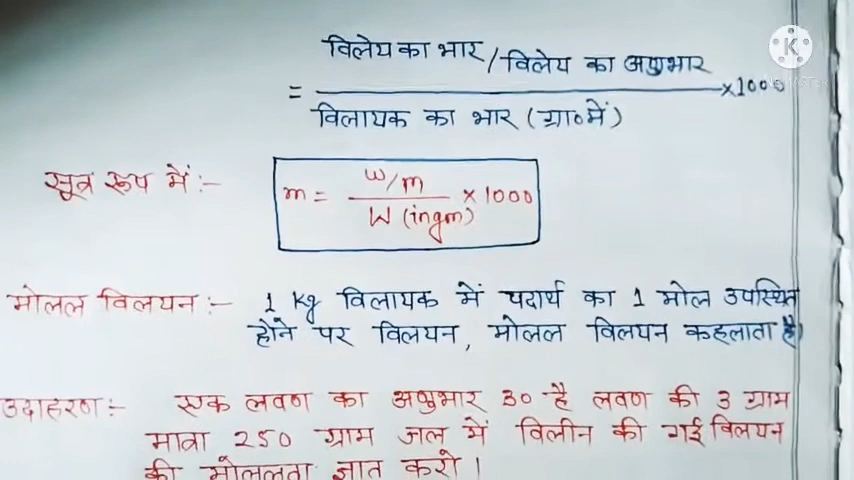 विलेय का भार / विलेय का अणुभार
= ×1000
विलायक का भार (ग्रा० में)
सूत्र रूप में :-
m = w/m × 1000
W (in gm)
मोलल विलयन :- 1 kg विलायक में पदार्थ का 1 मोल उपस्थित
होने पर विलयन, मोलल विलयन कहलाता है।
उदाहरण :- एक लवण का अणुभार 30 है लवण की 3 ग्राम
मात्रा 250 ग्राम जल में विलीन की गई विलयन
की मोललता ज्ञात करो।